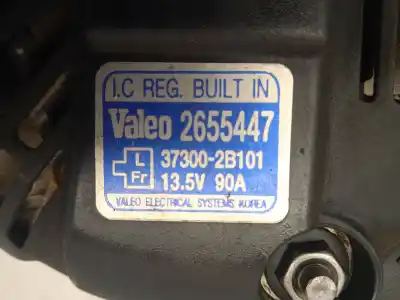 I.C REG. BUILT IN
Valeo 2655447
L 37300-2B101
Fr 13.5V 90A
VALEO ELECTRICAL SYSTEMS KOREA